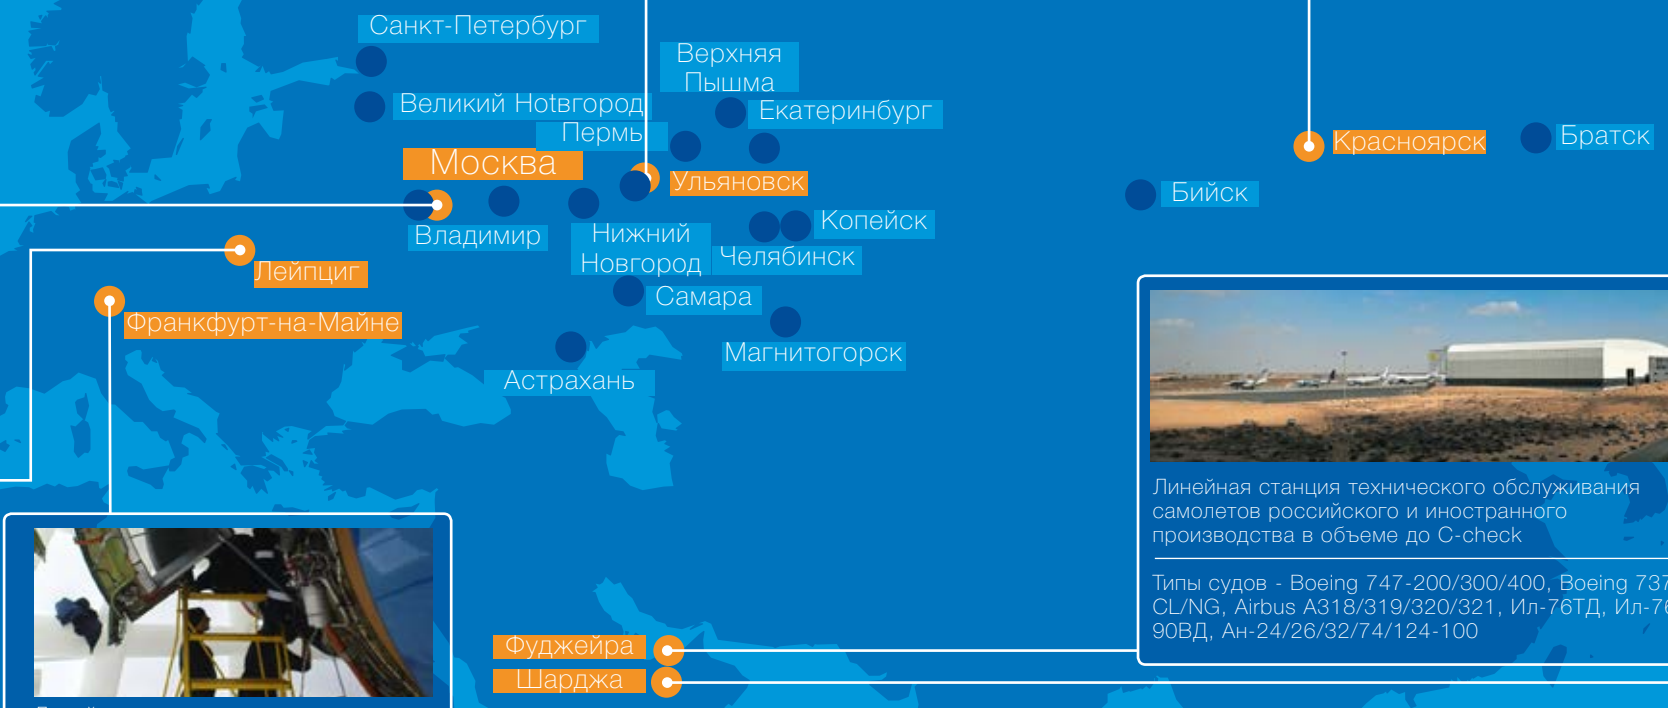 Санкт-Петербург
Верхняя
Пышма
Великий Hotвгород
Екатеринбург
Пермь
Москва
Красноярск
Братск
Ульяновск
Бийск
Копейск
Владимир
Нижний
Новгород
Челябинск
Лейпциг
Самара
Франкфурт-на-Майне
Магнитогорск
Астрахань
Линейная станция технического обслуживания
самолетов российского и иностранного
производства в объеме до C-check
Типы судов - Boeing 747-200/300/400, Boeing 737
CL/NG, Airbus A318/319/320/321, Ил-76ТД, Ил-76
90ВД, Ан-24/26/32/74/124-100
Фуджейра
Шарджа